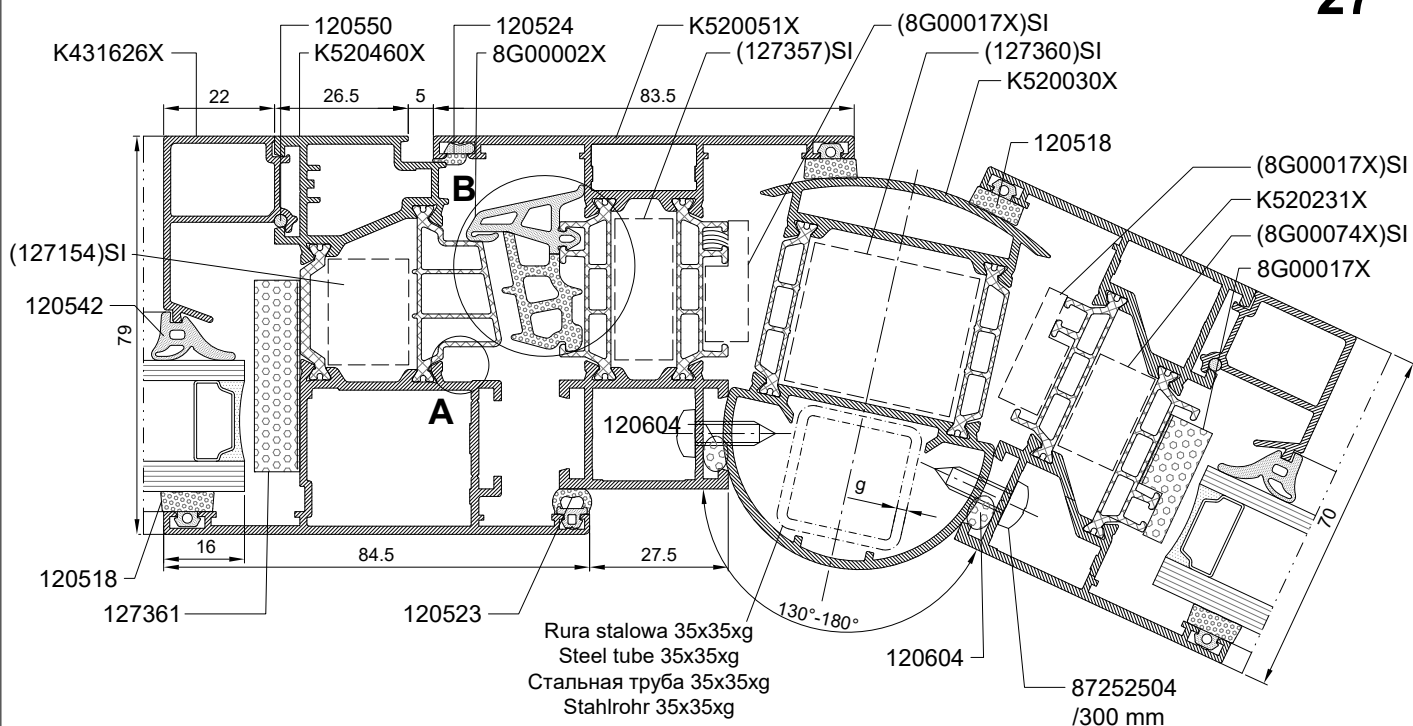 27
120550
120524
K520051X
(8G00017X)SI
K431626X
K520460X
8G00002X
(127357)SI
(127360)SI
K520030X
22
26.5
5
83.5
120518
(8G00017X)SI
K520231X
(8G00074X)SI
8G00017X
B
(127154)SI
120542
79
A
120604
g
70
16
84.5
27.5
120518
127361
120523
130°-180°
Rura stalowa 35x35xg
Steel tube 35x35xg
Стальная труба 35x35xg
Stahlrohr 35x35xg
120604
87252504
/300 mm